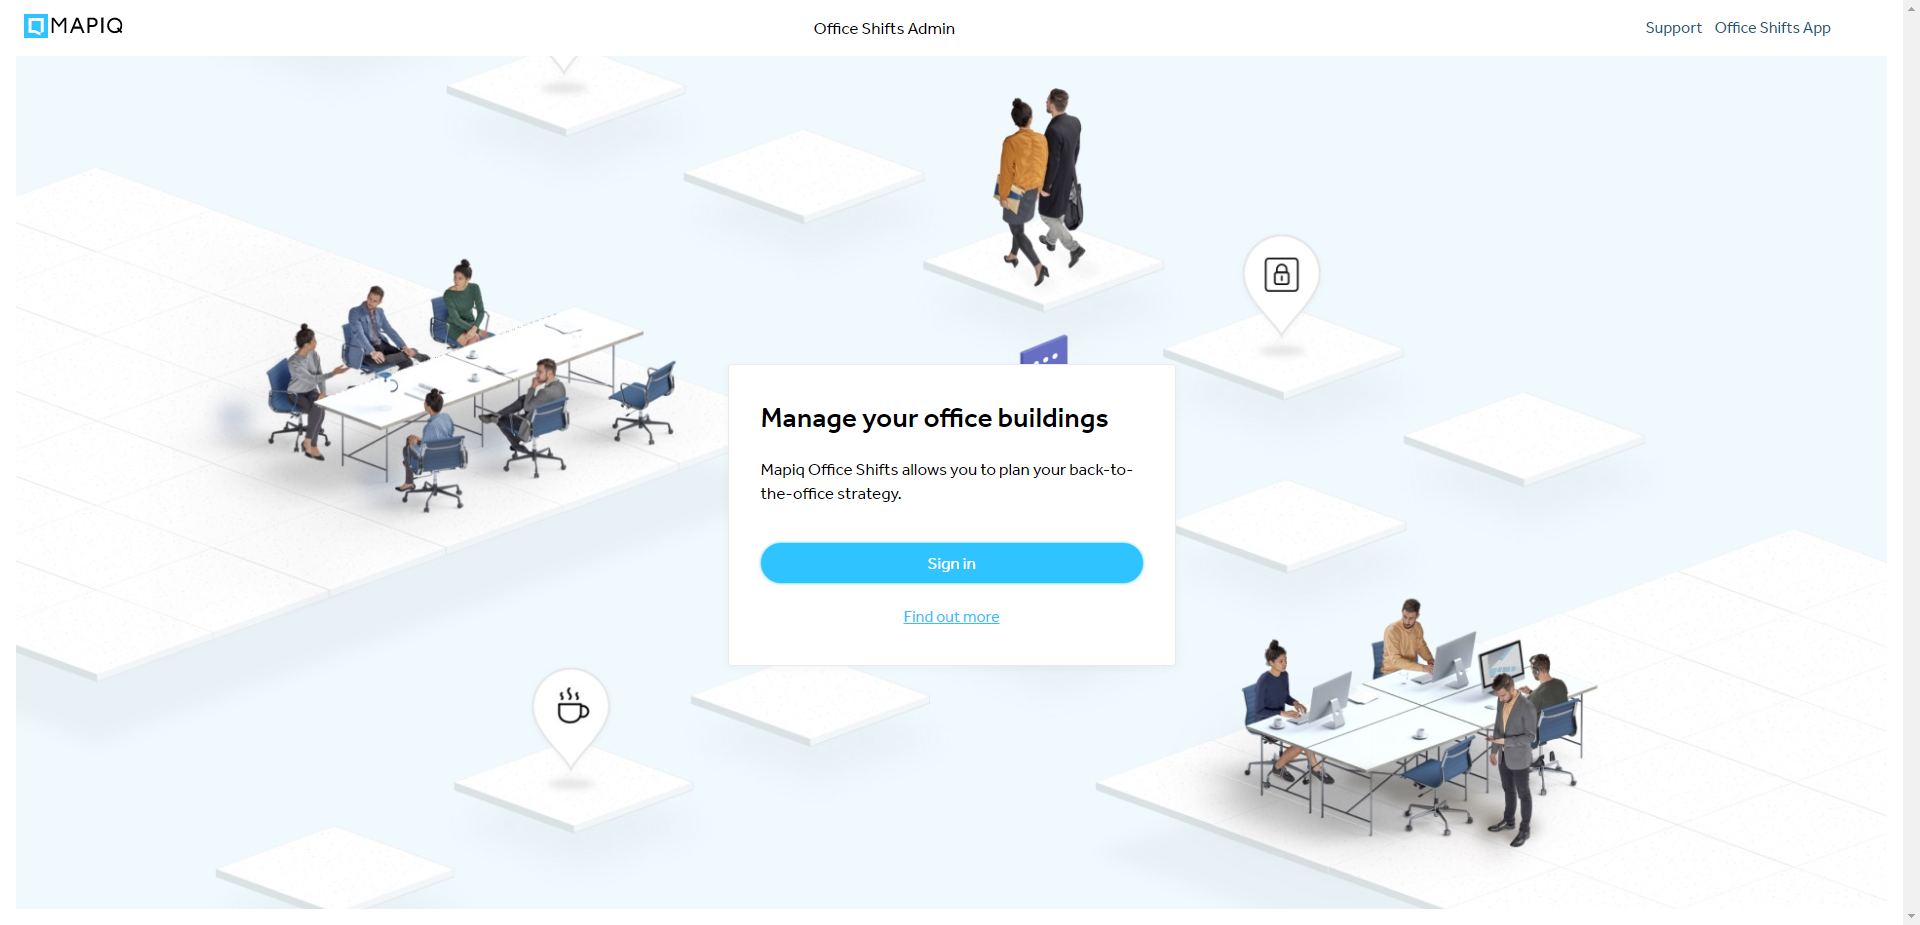 MAPIQ
Office Shifts Admin
Support
Office Shifts App
Manage your office buildings
Mapiq Office Shifts allows you to plan your back-to-
the-office strategy.
Sign in
Find out more